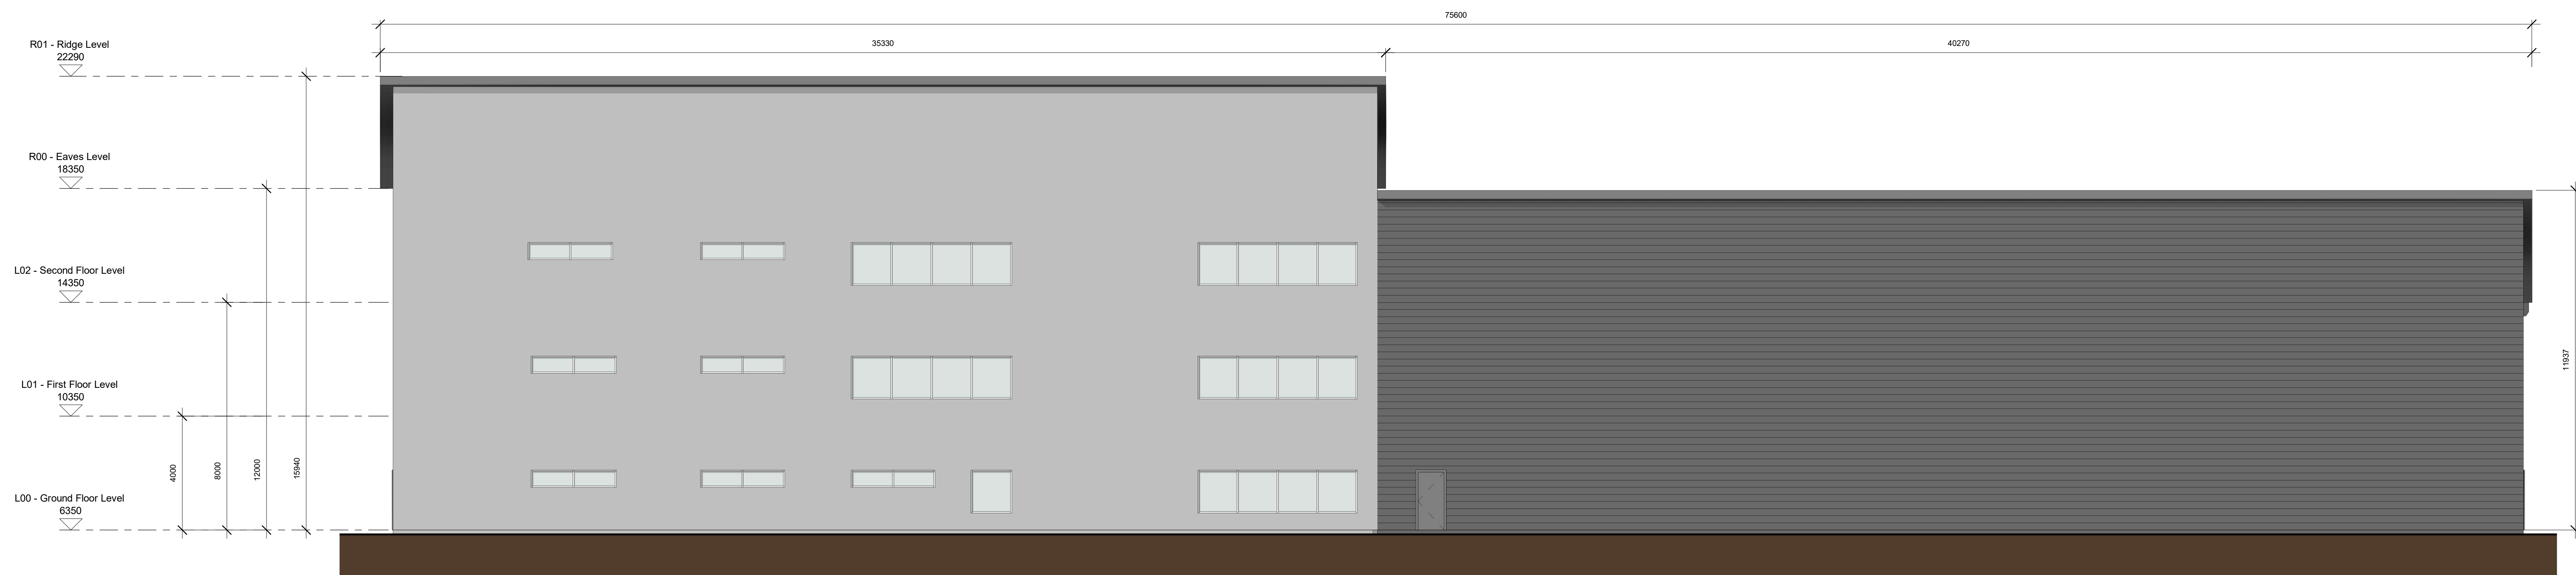 75600
35330
40270
R01 - Ridge Level
22290
R00 - Eaves Level
18350
L02 - Second Floor Level
14350
L01 - First Floor Level
10350
L00 - Ground Floor Level
6350
4000
8000
12000
15940
11937